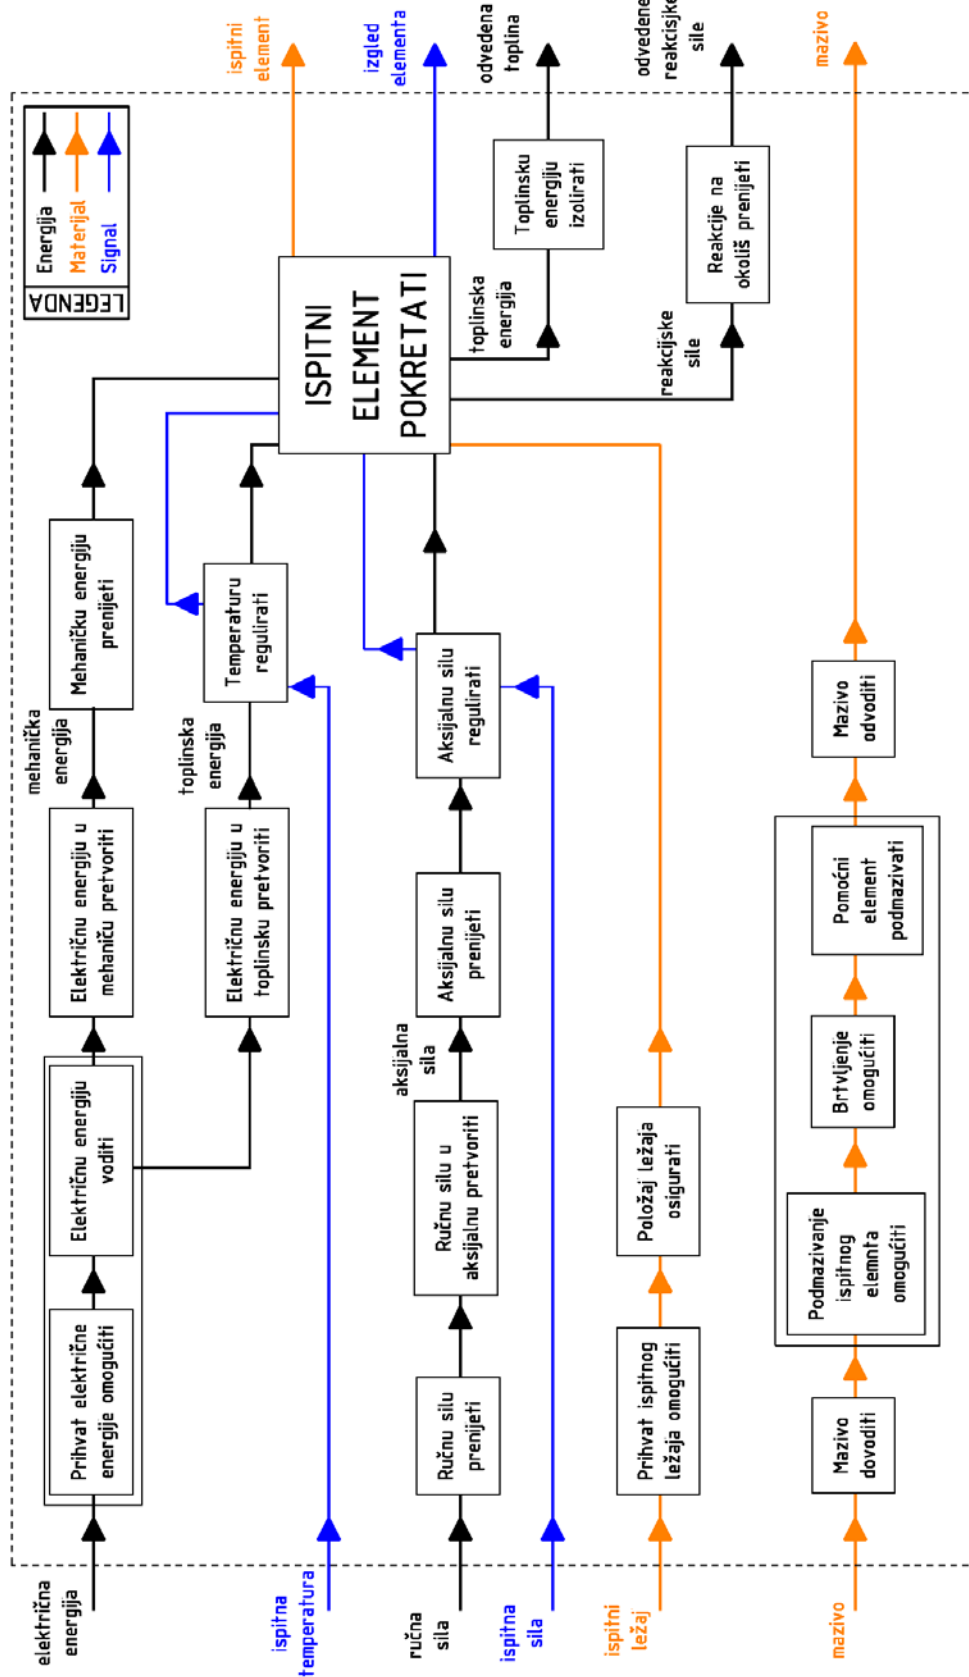 LEGENDA
Energija
Materijal
Signal
električna
energija
Prihvat električne
energije omogućiti
Električnu energiju
voditi
Električnu energiju u
mehaniču pretvoriti
mehanička
energija
Mehaničku energiju
prenijeti
Električnu energiju u
toplinsku pretvoriti
toplinska
energija
Temperaturu
regulirati
ispitna
temperatura
ručna
sila
Ručnu silu
prenijeti
Ručnu silu u
aksijalnu pretvoriti
aksijalna
sila
Aksijalnu silu
prenijeti
Aksijalnu silu
regulirati
ispitna
sila
ISPITNI
ELEMENT
POKRETATI
ispitni
element
izgled
elementa
toplinska
energija
Toplinsku
energiju
izolirati
odvedena
toplina
reakcijske
sile
Reakcije na
okoliš prenijeti
odvedene
reakcisjke
sile
ispitni
ležaj
Prihvat ispitnog
ležaja omogućiti
Položaj ležaja
osigurati
mazivo
Mazivo
dovoditi
Podmazivanje
ispitnog
elemnta
omogućiti
Brtvljenje
omogućiti
Pomoćni
element
podmazivati
Mazivo
odvoditi
mazivo